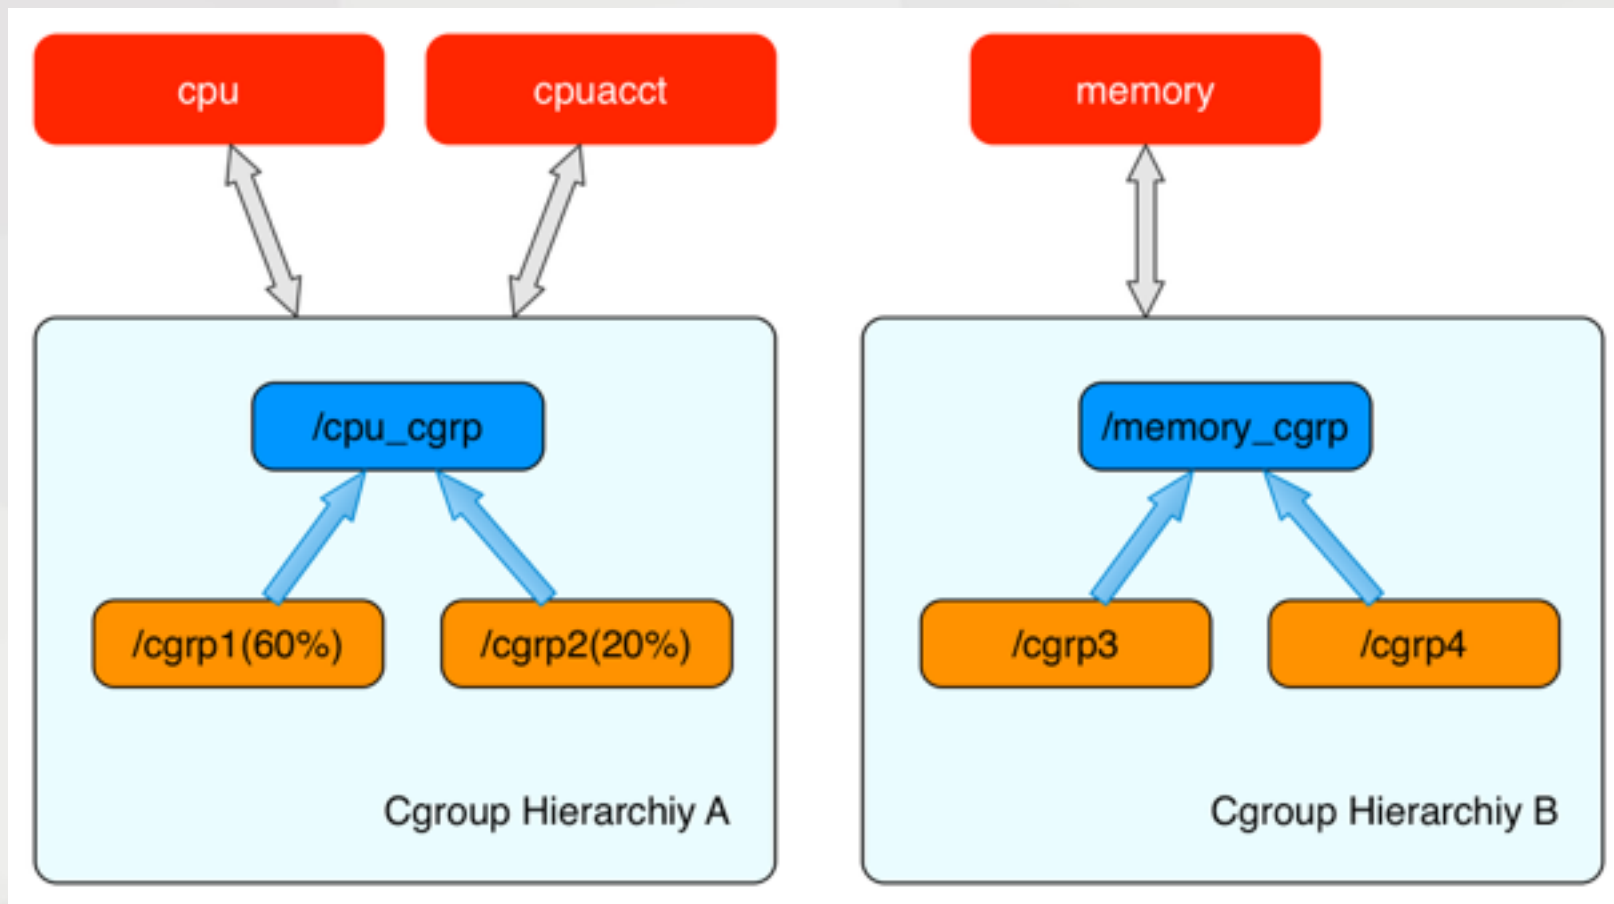 cpu
cpuacct
memory
/cpu_cgrp
/memory_cgrp
/cgrp1(60%)
/cgrp2(20%)
/cgrp3
/cgrp4
Cgroup Hierarchiy A
Cgroup Hierarchiy B